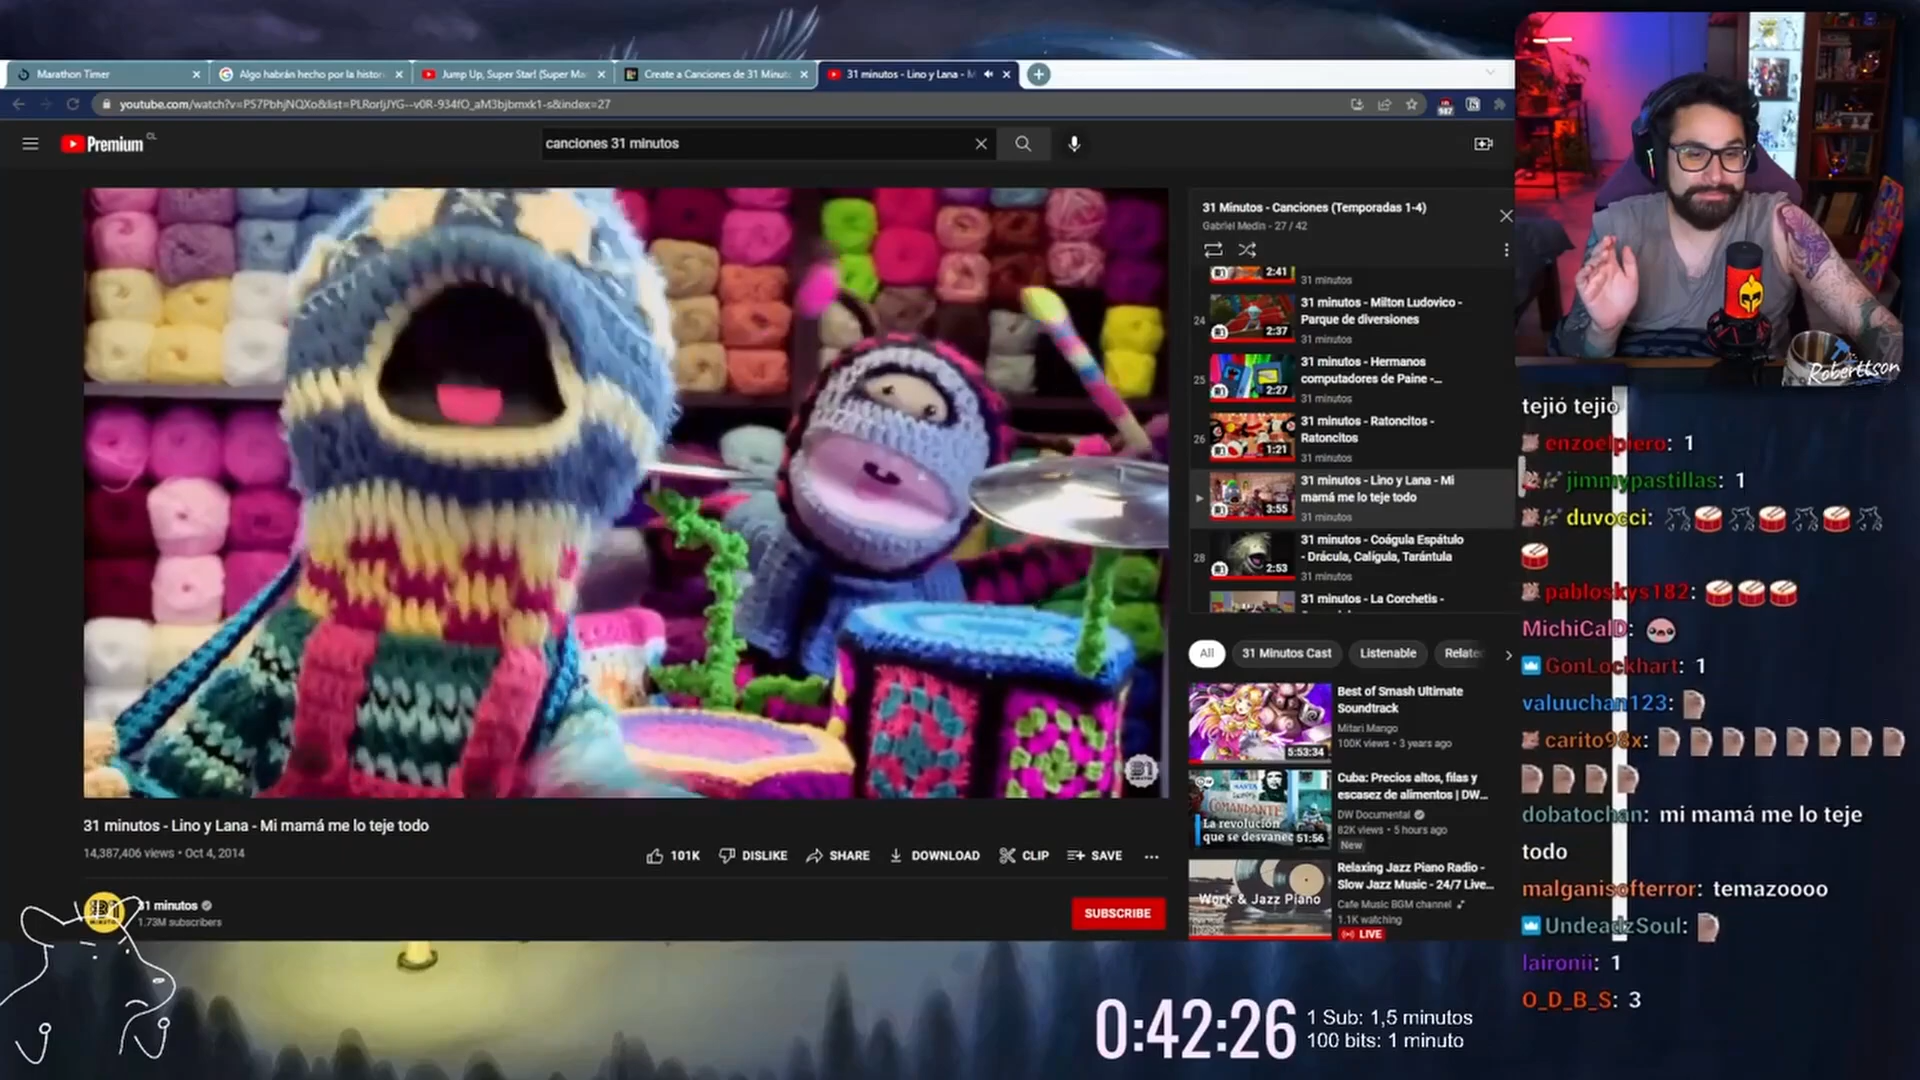 Marathon Timer
Algo habrán hecho por la histor
Jump Up, Super Star! (Super Ma
Create a Canciones de 31 Minut
31 minutos - Lino y Lana - M
youtube.com/watch?v=P57PbhjNQXo&list=PLRorljJYG--v0R-934fO_aM3bjbmxk1-s&index=27
987
Premium
CL
canciones 31 minutos
31 Minutos - Canciones (Temporadas 1-4)
Gabriel Medin - 27 / 42
2:41
31 minutos
24
31 minutos - Milton Ludovico -
Parque de diversiones
2:37
31 minutos
25
31 minutos - Hermanos
computadores de Paine -...
2:27
31 minutos
26
31 minutos - Ratoncitos -
Ratoncitos
1:21
31 minutos
31 minutos - Lino y Lana - Mi
mamá me lo teje todo
3:55
31 minutos
28
31 minutos - Coágula Espátulo
- Drácula, Calígula, Tarántula
2:53
31 minutos
31 minutos - La Corchetis -
All
31 Minutos Cast
Listenable
Relate
Best of Smash Ultimate
Soundtrack
Mitari Mango
100K views • 3 years ago
5:53:34
Cuba: Precios altos, filas y
escasez de alimentos | DW...
DW Documental
82K views • 5 hours ago
New
COMANDANTE
La revolución
que se desvanec
51:56
Relaxing Jazz Piano Radio -
Slow Jazz Music - 24/7 Live...
Cafe Music BGM channel
1.1K watching
LIVE
Work & Jazz Piano
31 minutos - Lino y Lana - Mi mamá me lo teje todo
14,387,406 views • Oct 4, 2014
101K
DISLIKE
SHARE
DOWNLOAD
CLIP
SAVE
31 minutos
1.73M subscribers
SUBSCRIBE
Roberttson
tejió tejio
enzoelpiero: 1
jimmypastillas: 1
duvocci:
pabloskys182:
MichiCalD:
GonLockhart: 1
valuuchan123:
carito98x:
dobatochan: mi mamá me lo teje
todo
malganisofterror: temazoooo
UndeadzSoul:
laironii: 1
O_D_B_S: 3
0:42:26
1 Sub: 1,5 minutos
100 bits: 1 minuto